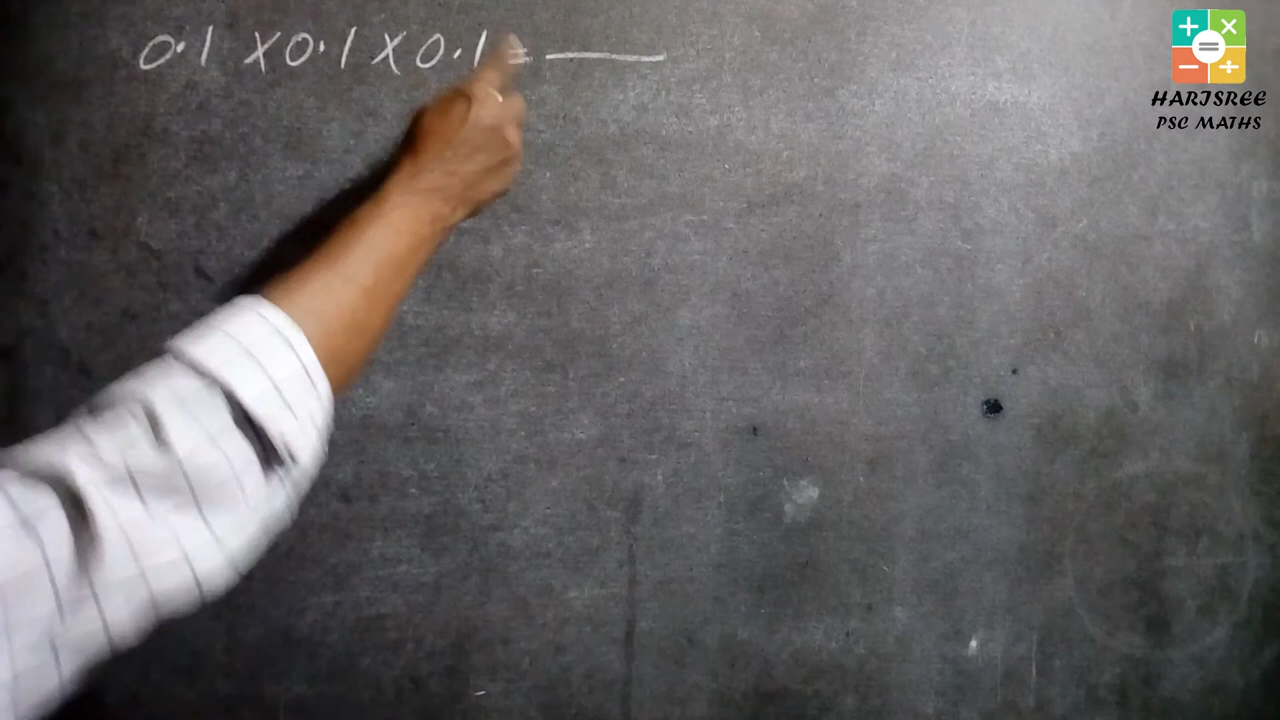 0.1 X 0.1 X 0.1 = ____
HARISREE
PSC MATHS